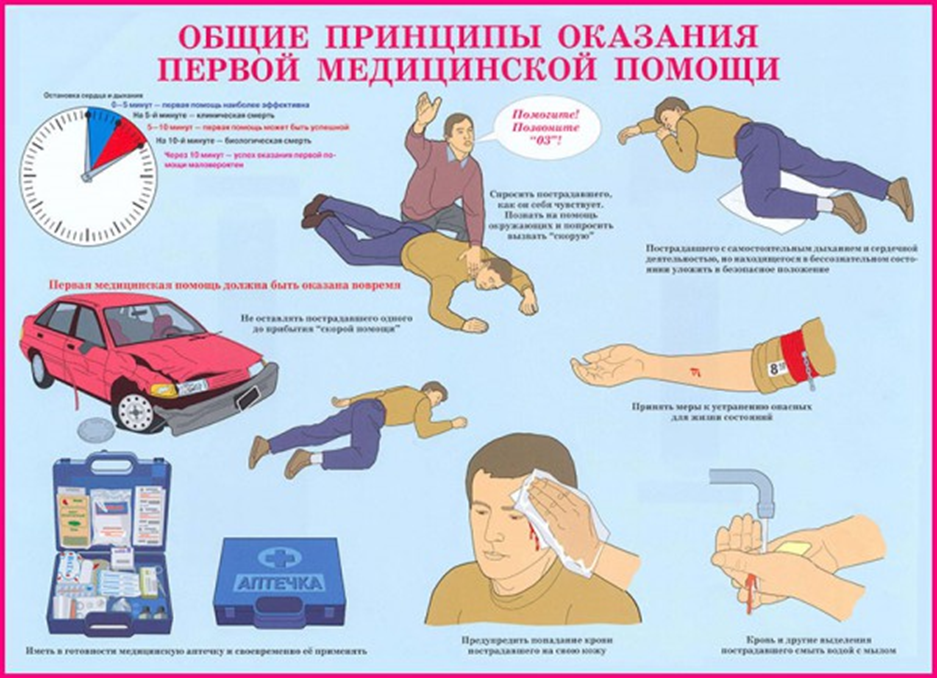 ОБЩИЕ ПРИНЦИПЫ ОКАЗАНИЯ
ПЕРВОЙ МЕДИЦИНСКОЙ ПОМОЩИ
Остановка сердца и дыхания
0—5 минут — первая помощь наиболее эффективна
На 5-й минуте — клиническая смерть
5—10 минут — первая помощь может быть успешной
На 10-й минуте — биологическая смерть
Через 10 минут — успех оказания первой по-
мощи маловероятен
Помогите!
Позвоните
"03"!
Спросить пострадавшего,
как он себя чувствует.
Позвать на помощь
окружающих и попросить
вызвать "скорую"
Пострадавшего с самостоятельным дыханием и сердечной
деятельностью, но находящегося в бессознательном состо-
янии уложить в безопасное положение
Первая медицинская помощь должна быть оказана вовремя
Не оставлять пострадавшего одного
до прибытия "скорой помощи"
8
Принять меры к устранению опасных
для жизни состояний
АПТЕЧКА
Иметь в готовности медицинскую аптечку и своевременно её применять
Предупредить попадание крови
пострадавшего на свою кожу
Кровь и другие выделения
пострадавшего смыть водой с мылом